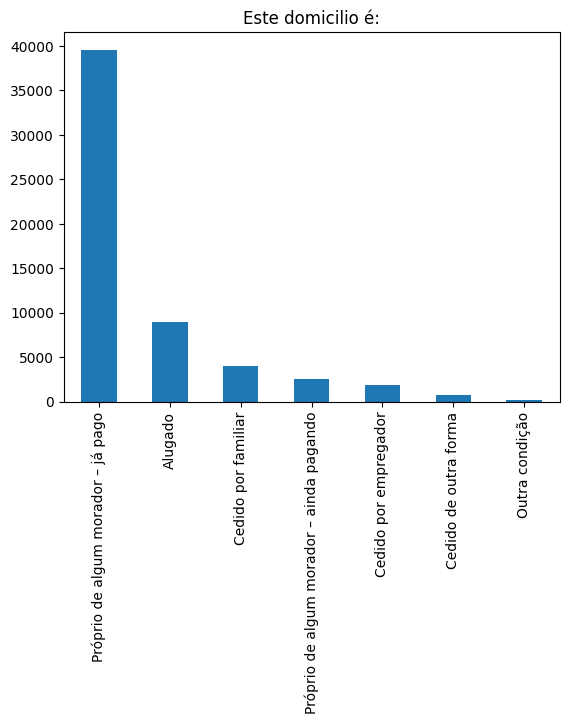 Este domicilio é:
40000
35000
30000
25000
20000
15000
10000
5000
0
Próprio de algum morador – já pago
Alugado
Cedido por familiar
Próprio de algum morador – ainda pagando
Cedido por empregador
Cedido de outra forma
Outra condição